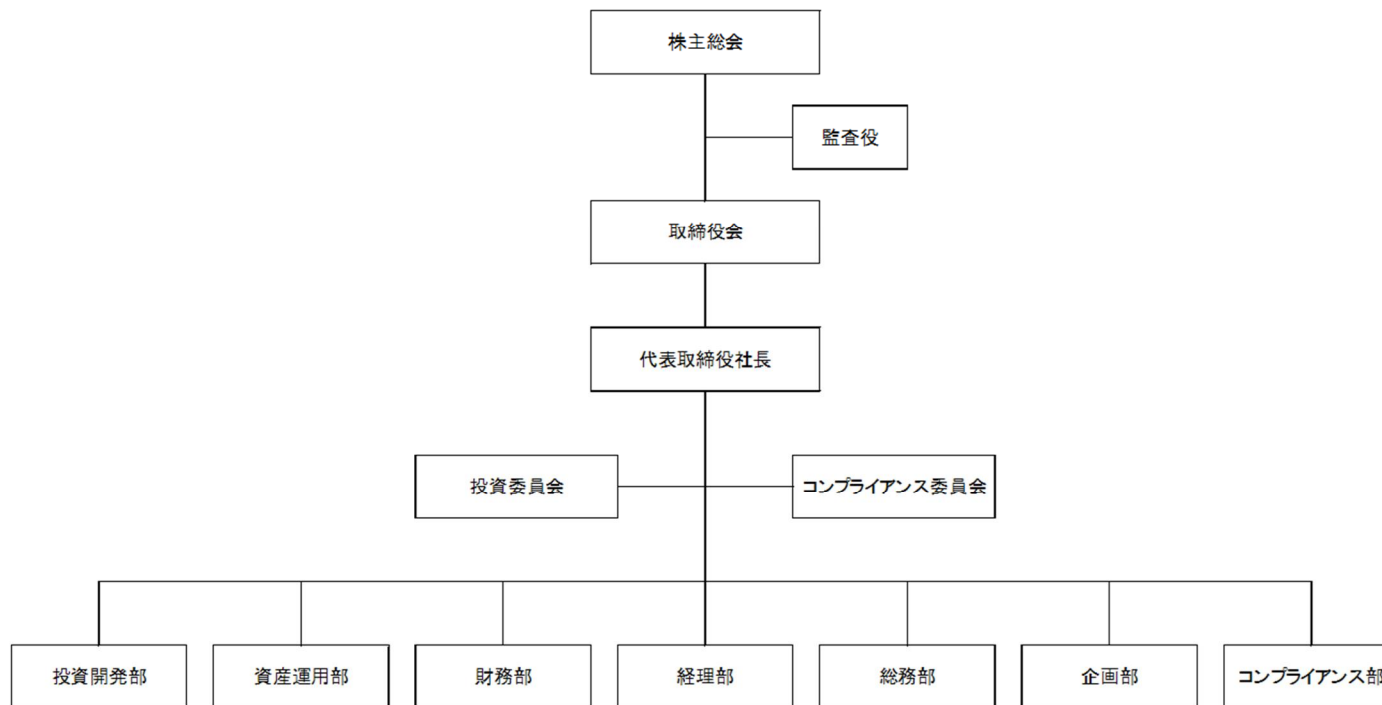 株主総会
監査役
取締役会
代表取締役社長
投資委員会
コンプライアンス委員会
投資開発部
資産運用部
財務部
経理部
総務部
企画部
コンプライアンス部